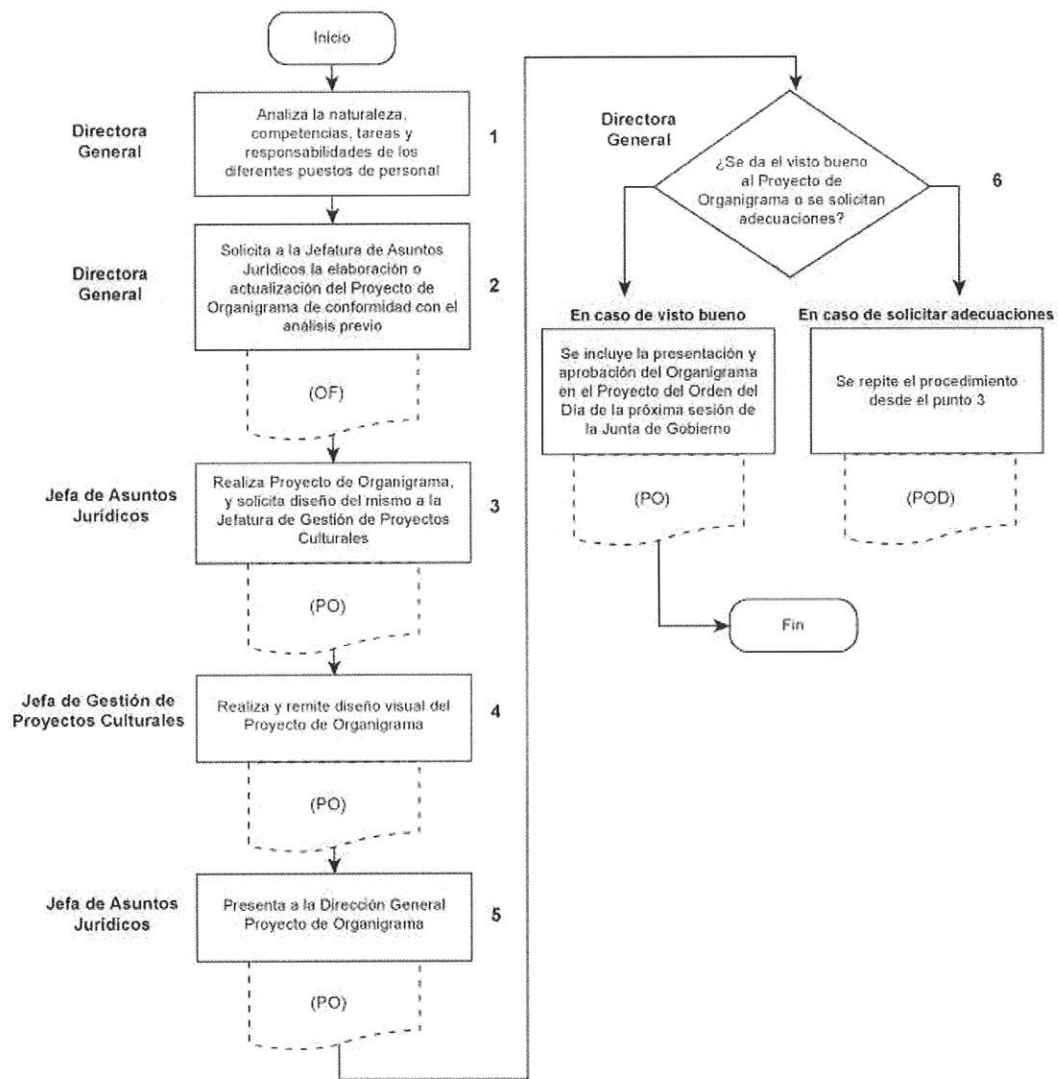 Inicio
Directora
General
Analiza la naturaleza,
competencias, tareas y
responsabilidades de los
diferentes puestos de personal
1
Directora
General
Solicita a la Jefatura de Asuntos
Jurídicos la elaboración o
actualización del Proyecto de
Organigrama de conformidad con el
análisis previo
2
(OF)
Jefa de Asuntos
Jurídicos
Realiza Proyecto de Organigrama,
y solicita diseño del mismo a la
Jefatura de Gestión de Proyectos
Culturales
3
(PO)
Jefa de Gestión de
Proyectos Culturales
Realiza y remite diseño visual del
Proyecto de Organigrama
4
(PO)
Jefa de Asuntos
Jurídicos
Presenta a la Dirección General
Proyecto de Organigrama
5
(PO)
Directora
General
¿Se da el visto bueno
al Proyecto de
Organigrama o se solicitan
adecuaciones?
6
En caso de visto bueno
Se incluye la presentación y
aprobación del Organigrama
en el Proyecto del Orden del
Día de la próxima sesión de
la Junta de Gobierno
(PO)
En caso de solicitar adecuaciones
Se repite el procedimiento
desde el punto 3
(POD)
Fin